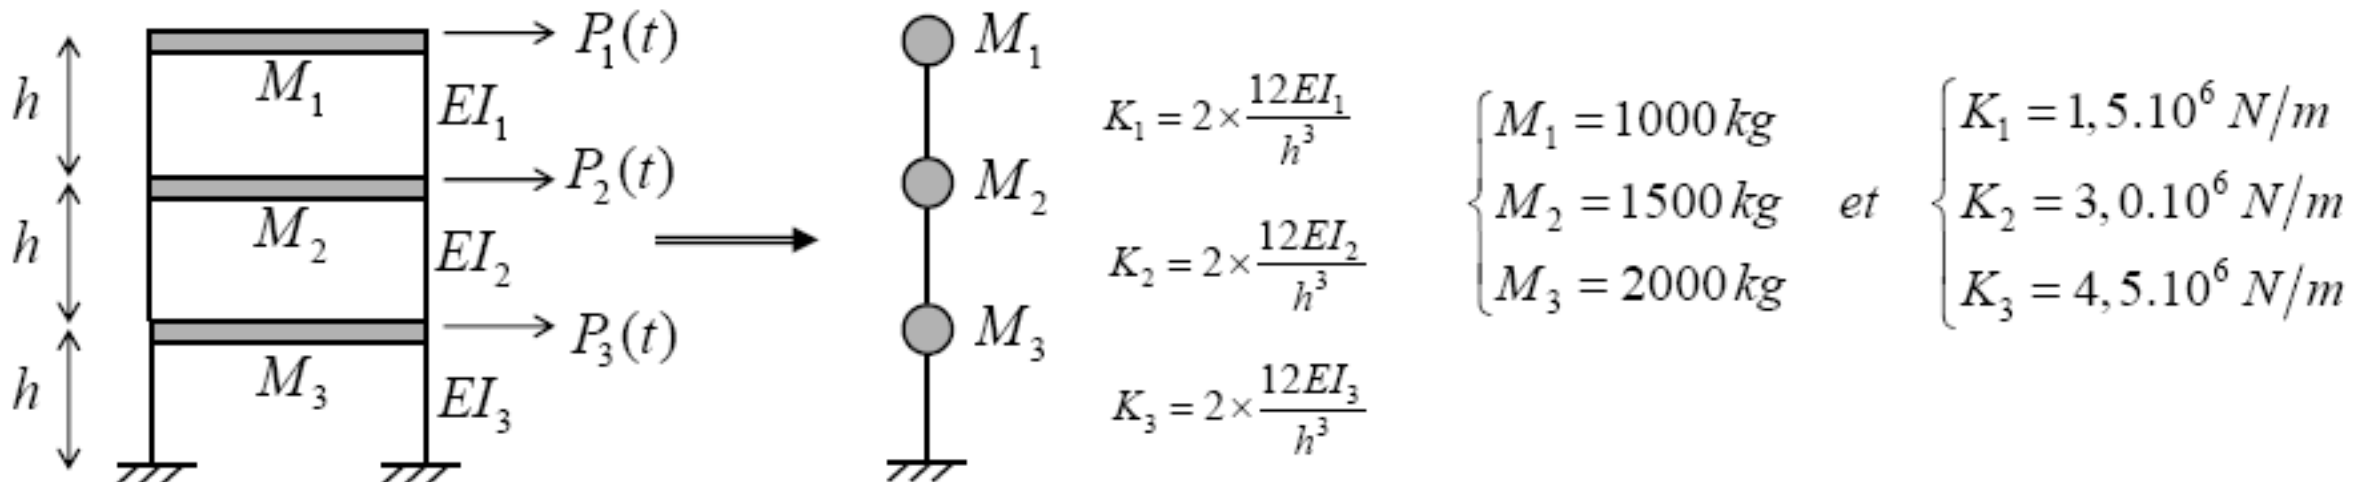 h
h
h
M₁
M₂
M₃
EI₁
EI₂
EI₃
P₁(t)
P₂(t)
P₃(t)
M₁
M₂
M₃
K₁ = 2 × 12EI₁ / h³
K₂ = 2 × 12EI₂ / h³
K₃ = 2 × 12EI₃ / h³
M₁ = 1000 kg
M₂ = 1500 kg
M₃ = 2000 kg
et
K₁ = 1,5.10⁶ N/m
K₂ = 3,0.10⁶ N/m
K₃ = 4,5.10⁶ N/m